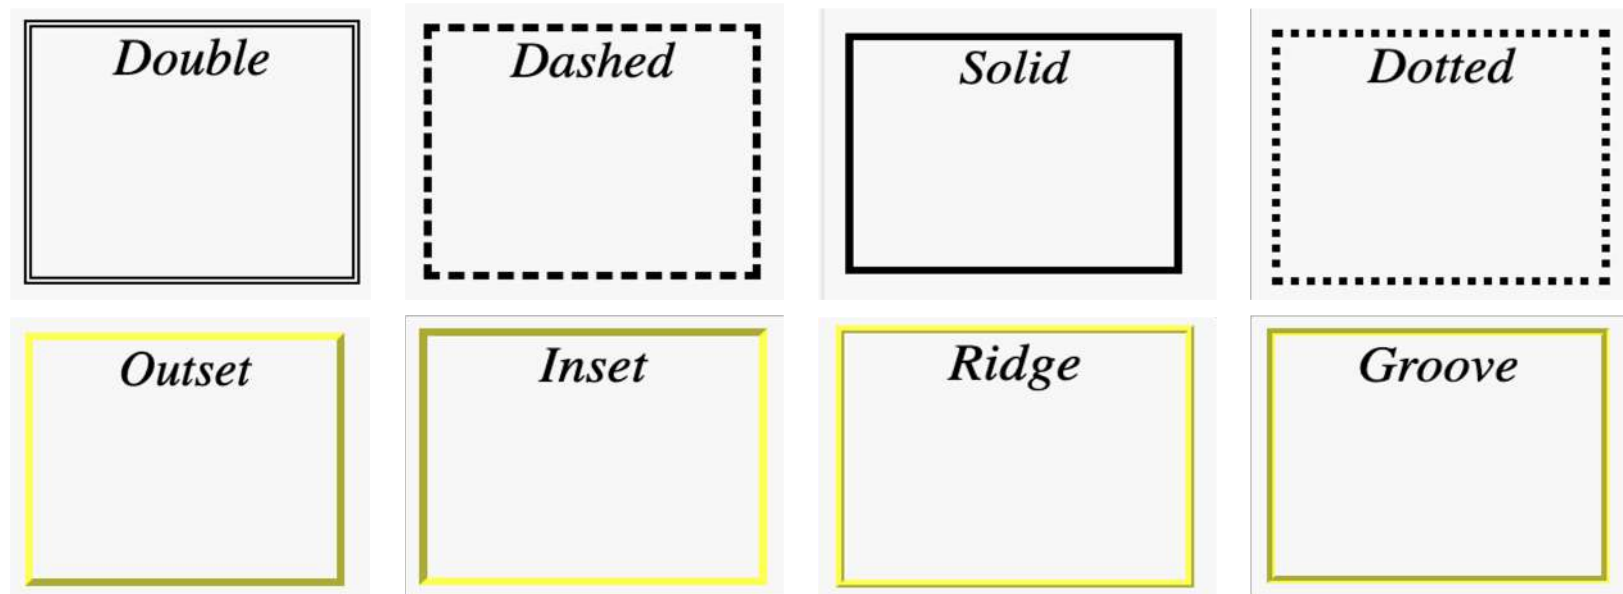 Double
Dashed
Solid
Dotted
Outset
Inset
Ridge
Groove